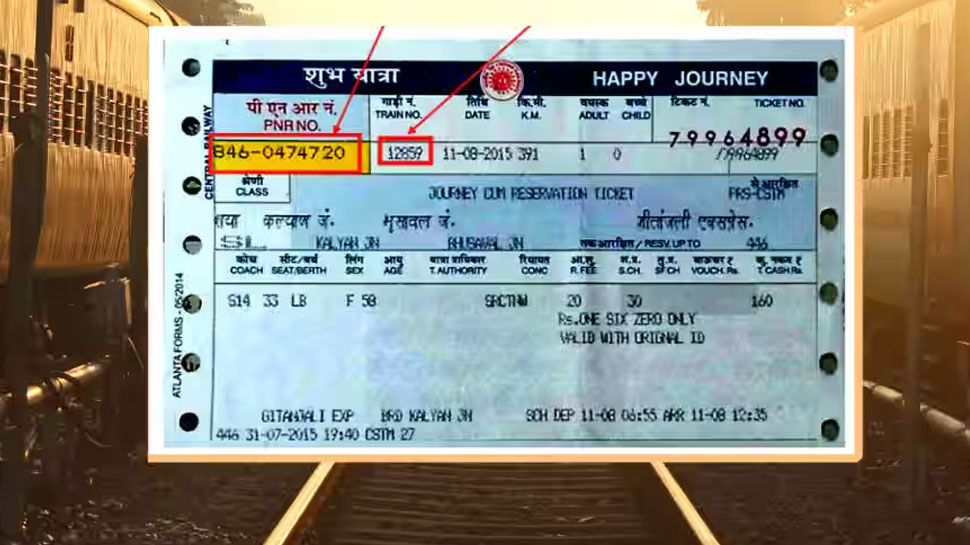 शुभ यात्रा HAPPY JOURNEY
पी एन आर नं. गाड़ी नं. तिथि कि.मी. वयस्क बच्चे टिकट नं. TICKET NO.
PNR NO. TRAIN NO. DATE K.M. ADULT CHILD
79964899
B46-0474720 12859 11-08-2015 391 1 0 79964899
CENTRAL RAILWAY
श्रेणी
CLASS JOURNEY CUM RESERVATION TICKET PRS-CSTM
कल्याण जं. भुसावल जं. गीतांजली एक्सप्रेस
SL KALYAN JN BHUSAVAL JN तक आरक्षित / RESV. UP TO 446
कोच सीट/बर्थ लिंग आयु यात्रा प्राधिकार रियायत
COACH SEAT/BERTH SEX AGE T.AUTHORITY CONC R.FEE S.CH. SF.CH VOUCH.Rs. T.CASH Rs.
S14 33 LB F 58 SRCTNW 20 30 160
Rs.ONE SIX ZERO ONLY
VALID WITH ORIGNAL ID
ATLANTA FORMS - 05/2014
GITANJALI EXP BRD KALYAN JN SCH DEP 11-08 06:55 ARR 11-08 12:35
446 31-07-2015 19:40 CSTM 27